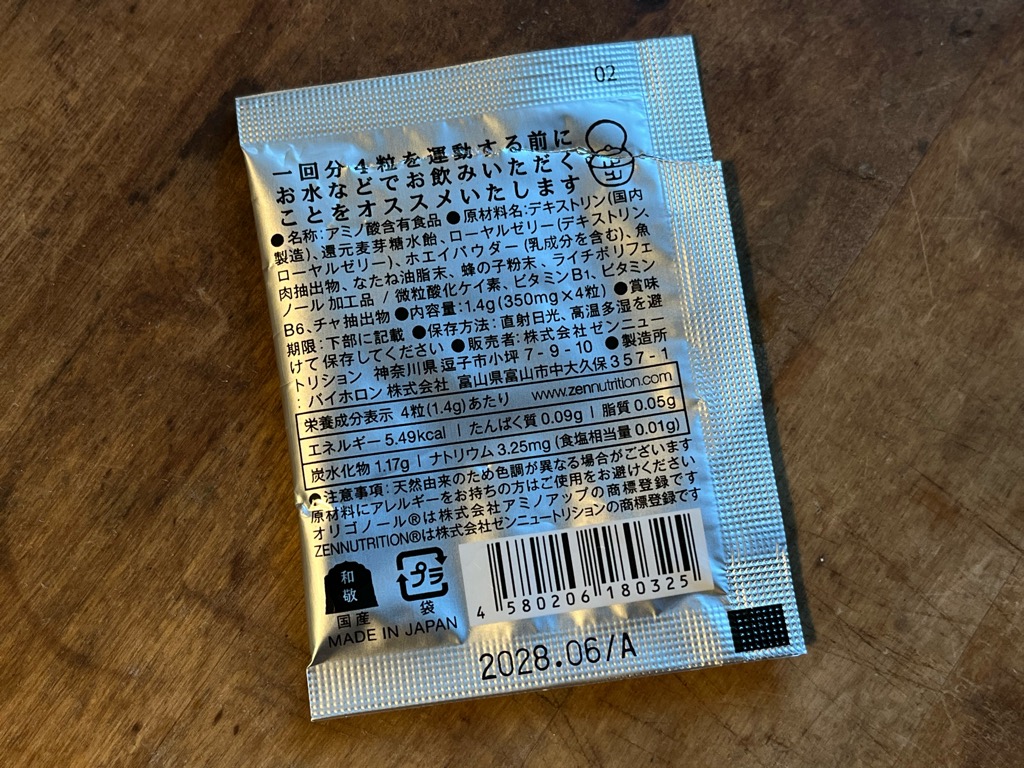 02
一回分4粒を運動する前に
お水などでお飲みいただく
ことをオススメいたします
●名称:アミノ酸含有食品 ●原材料名:デキストリン(国内
製造)、還元麦芽糖水飴、ローヤルゼリー(デキストリン、
ローヤルゼリー)、ホエイパウダー(乳成分を含む)、魚
肉抽出物、なたね油脂末、蜂の子粉末、ライチポリフェ
ノール加工品 / 微粒酸化ケイ素、ビタミンB1、ビタミン
B6、チャ抽出物 ●内容量:1.4g(350mg×4粒) ●賞味
期限:下部に記載 ●保存方法:直射日光、高温多湿を避
けて保存してください ●販売者:株式会社ゼンニュー
トリション 神奈川県逗子市小坪7-9-10 ●製造所
:バイホロン株式会社 富山県富山市中大久保357-1
栄養成分表示 4粒(1.4g)あたり www.zennutrition.com
エネルギー 5.49kcal | たんぱく質 0.09g | 脂質 0.05g
炭水化物 1.17g | ナトリウム 3.25mg (食塩相当量 0.01g)
●注意事項:天然由来のため色調が異なる場合がございます
原材料にアレルギーをお持ちの方はご使用をお避けください
オリゴノール®は株式会社アミノアップの商標登録です
ZENNUTRITION®は株式会社ゼンニュートリションの商標登録です
和敬
国産
プラ
袋
MADE IN JAPAN
4 580206 180325
2028.06/A